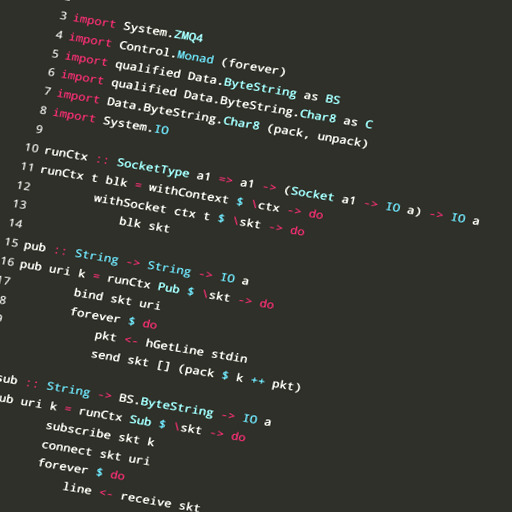 3 import System.ZMQ4
4 import Control.Monad (forever)
5 import qualified Data.ByteString as BS
6 import qualified Data.ByteString.Char8 as C
7 import Data.ByteString.Char8 (pack, unpack)
8 import System.IO
9
10 runCtx :: SocketType a1 => a1 -> (Socket a1 -> IO a) -> IO a
11 runCtx t blk = withContext $ \ctx -> do
12 withSocket ctx t $ \skt -> do
13 blk skt
14
15 pub :: String -> String -> IO a
16 pub uri k = runCtx Pub $ \skt -> do
17 bind skt uri
8 forever $ do
9 pkt <- hGetLine stdin
send skt [] (pack $ k ++ pkt)
sub :: String -> BS.ByteString -> IO a
ub uri k = runCtx Sub $ \skt -> do
subscribe skt k
connect skt uri
forever $ do
line <- receive skt